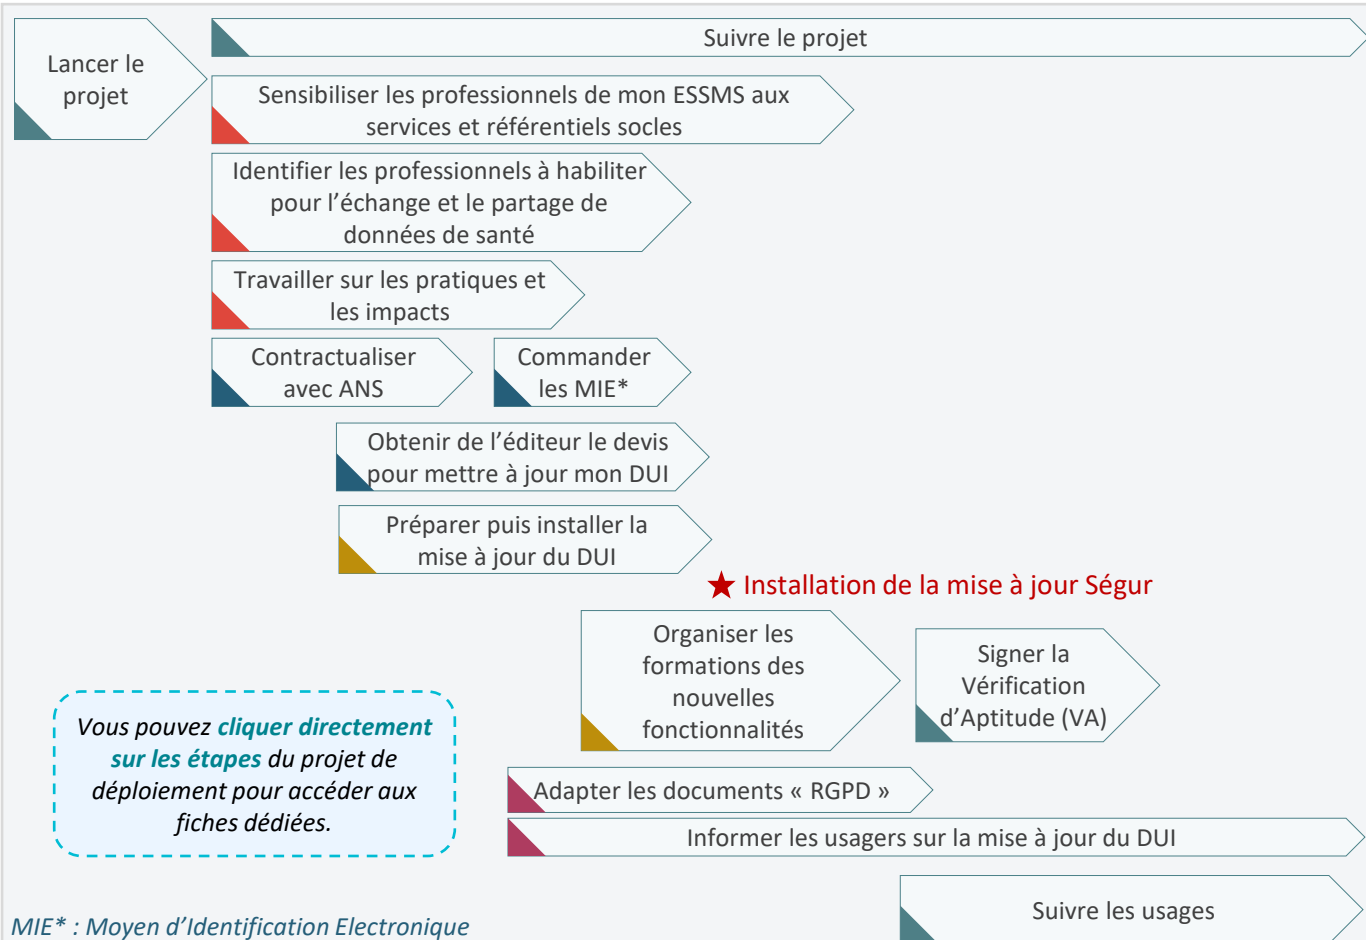 Lancer le
projet
Suivre le projet
Sensibiliser les professionnels de mon ESSMS aux
services et référentiels socles
Identifier les professionnels à habiliter
pour l’échange et le partage de
données de santé
Travailler sur les pratiques et
les impacts
Contractualiser
avec ANS
Commander
les MIE*
Obtenir de l’éditeur le devis
pour mettre à jour mon DUI
Préparer puis installer la
mise à jour du DUI
Installation de la mise à jour Ségur
Organiser les
formations des
nouvelles
fonctionnalités
Signer la
Vérification
d’Aptitude (VA)
Vous pouvez cliquer directement
sur les étapes du projet de
déploiement pour accéder aux
fiches dédiées.
Adapter les documents « RGPD »
Informer les usagers sur la mise à jour du DUI
Suivre les usages
MIE* : Moyen d’Identification Electronique